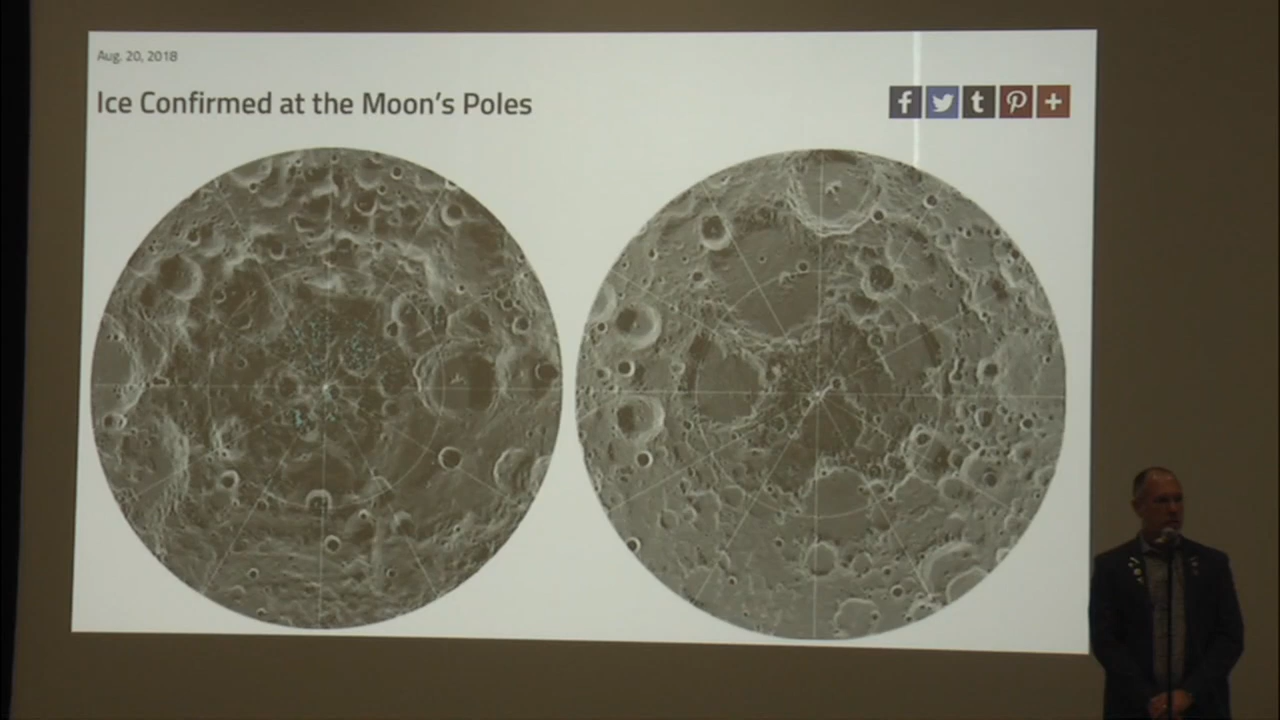 Aug. 20, 2018
Ice Confirmed at the Moon's Poles